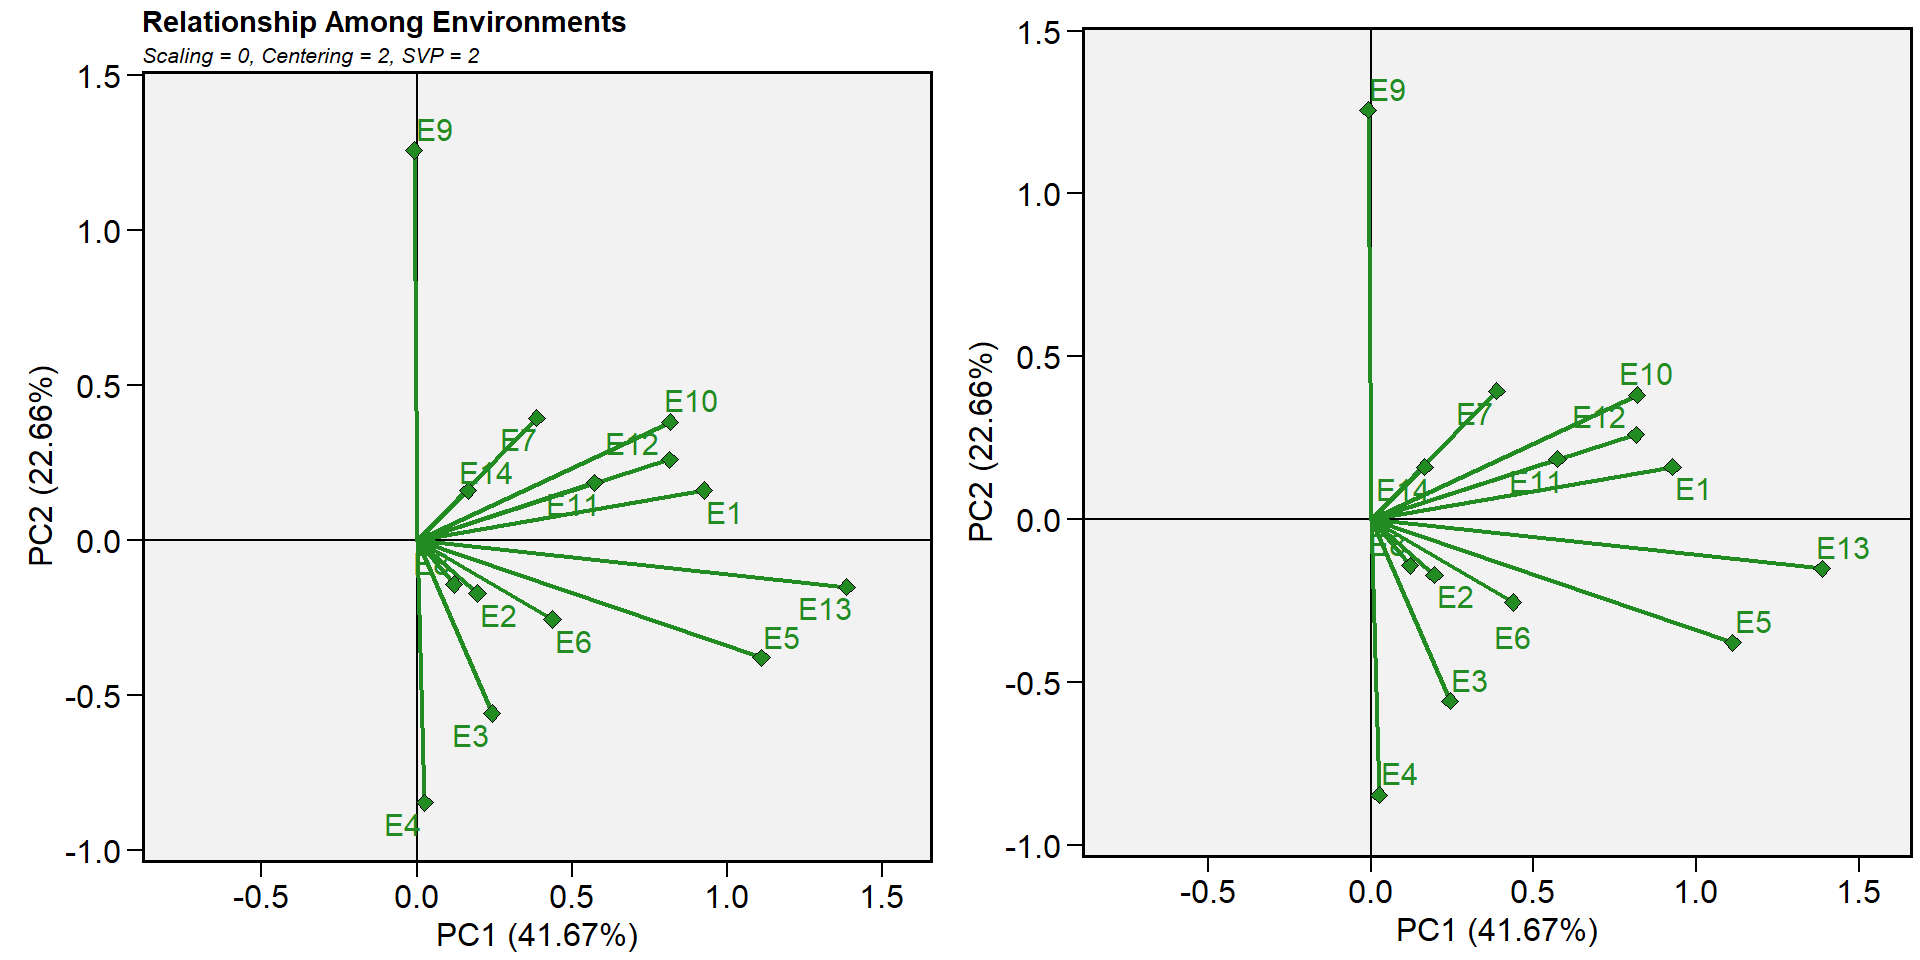 Relationship Among Environments
Scaling = 0, Centering = 2, SVP = 2
1.5
E9
1.0
PC2 (22.66%)
0.5
E10
E7
E12
E14
E11
E1
0.0
E8
E2
E13
E6
E5
-0.5
E3
E4
-1.0
-0.5 0.0 0.5 1.0 1.5
PC1 (41.67%)
1.5
E9
1.0
PC2 (22.66%)
0.5
E10
E7
E12
E14
E11
E1
0.0
E8
E13
E2
E5
E6
-0.5
E3
E4
-1.0
-0.5 0.0 0.5 1.0 1.5
PC1 (41.67%)